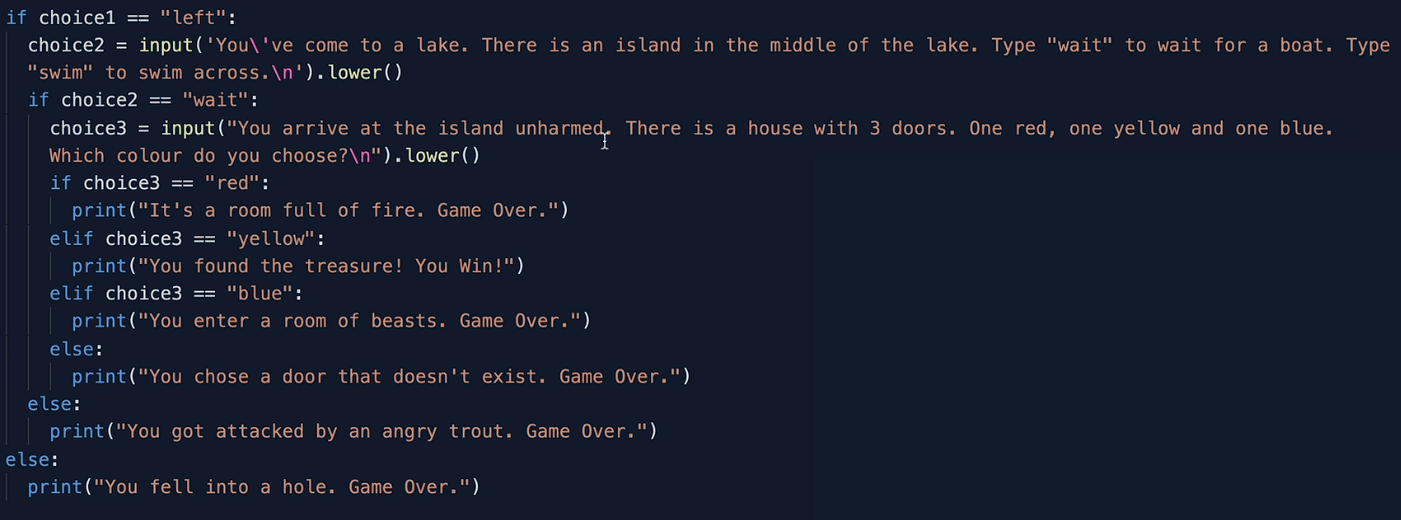 if choice1 == "left":
  choice2 = input('You\'ve come to a lake. There is an island in the middle of the lake. Type "wait" to wait for a boat. Type
  "swim" to swim across.\n').lower()
  if choice2 == "wait":
    choice3 = input("You arrive at the island unharmed. There is a house with 3 doors. One red, one yellow and one blue.
    Which colour do you choose?\n").lower()
    if choice3 == "red":
      print("It's a room full of fire. Game Over.")
    elif choice3 == "yellow":
      print("You found the treasure! You Win!")
    elif choice3 == "blue":
      print("You enter a room of beasts. Game Over.")
    else:
      print("You chose a door that doesn't exist. Game Over.")
  else:
    print("You got attacked by an angry trout. Game Over.")
else:
  print("You fell into a hole. Game Over.")